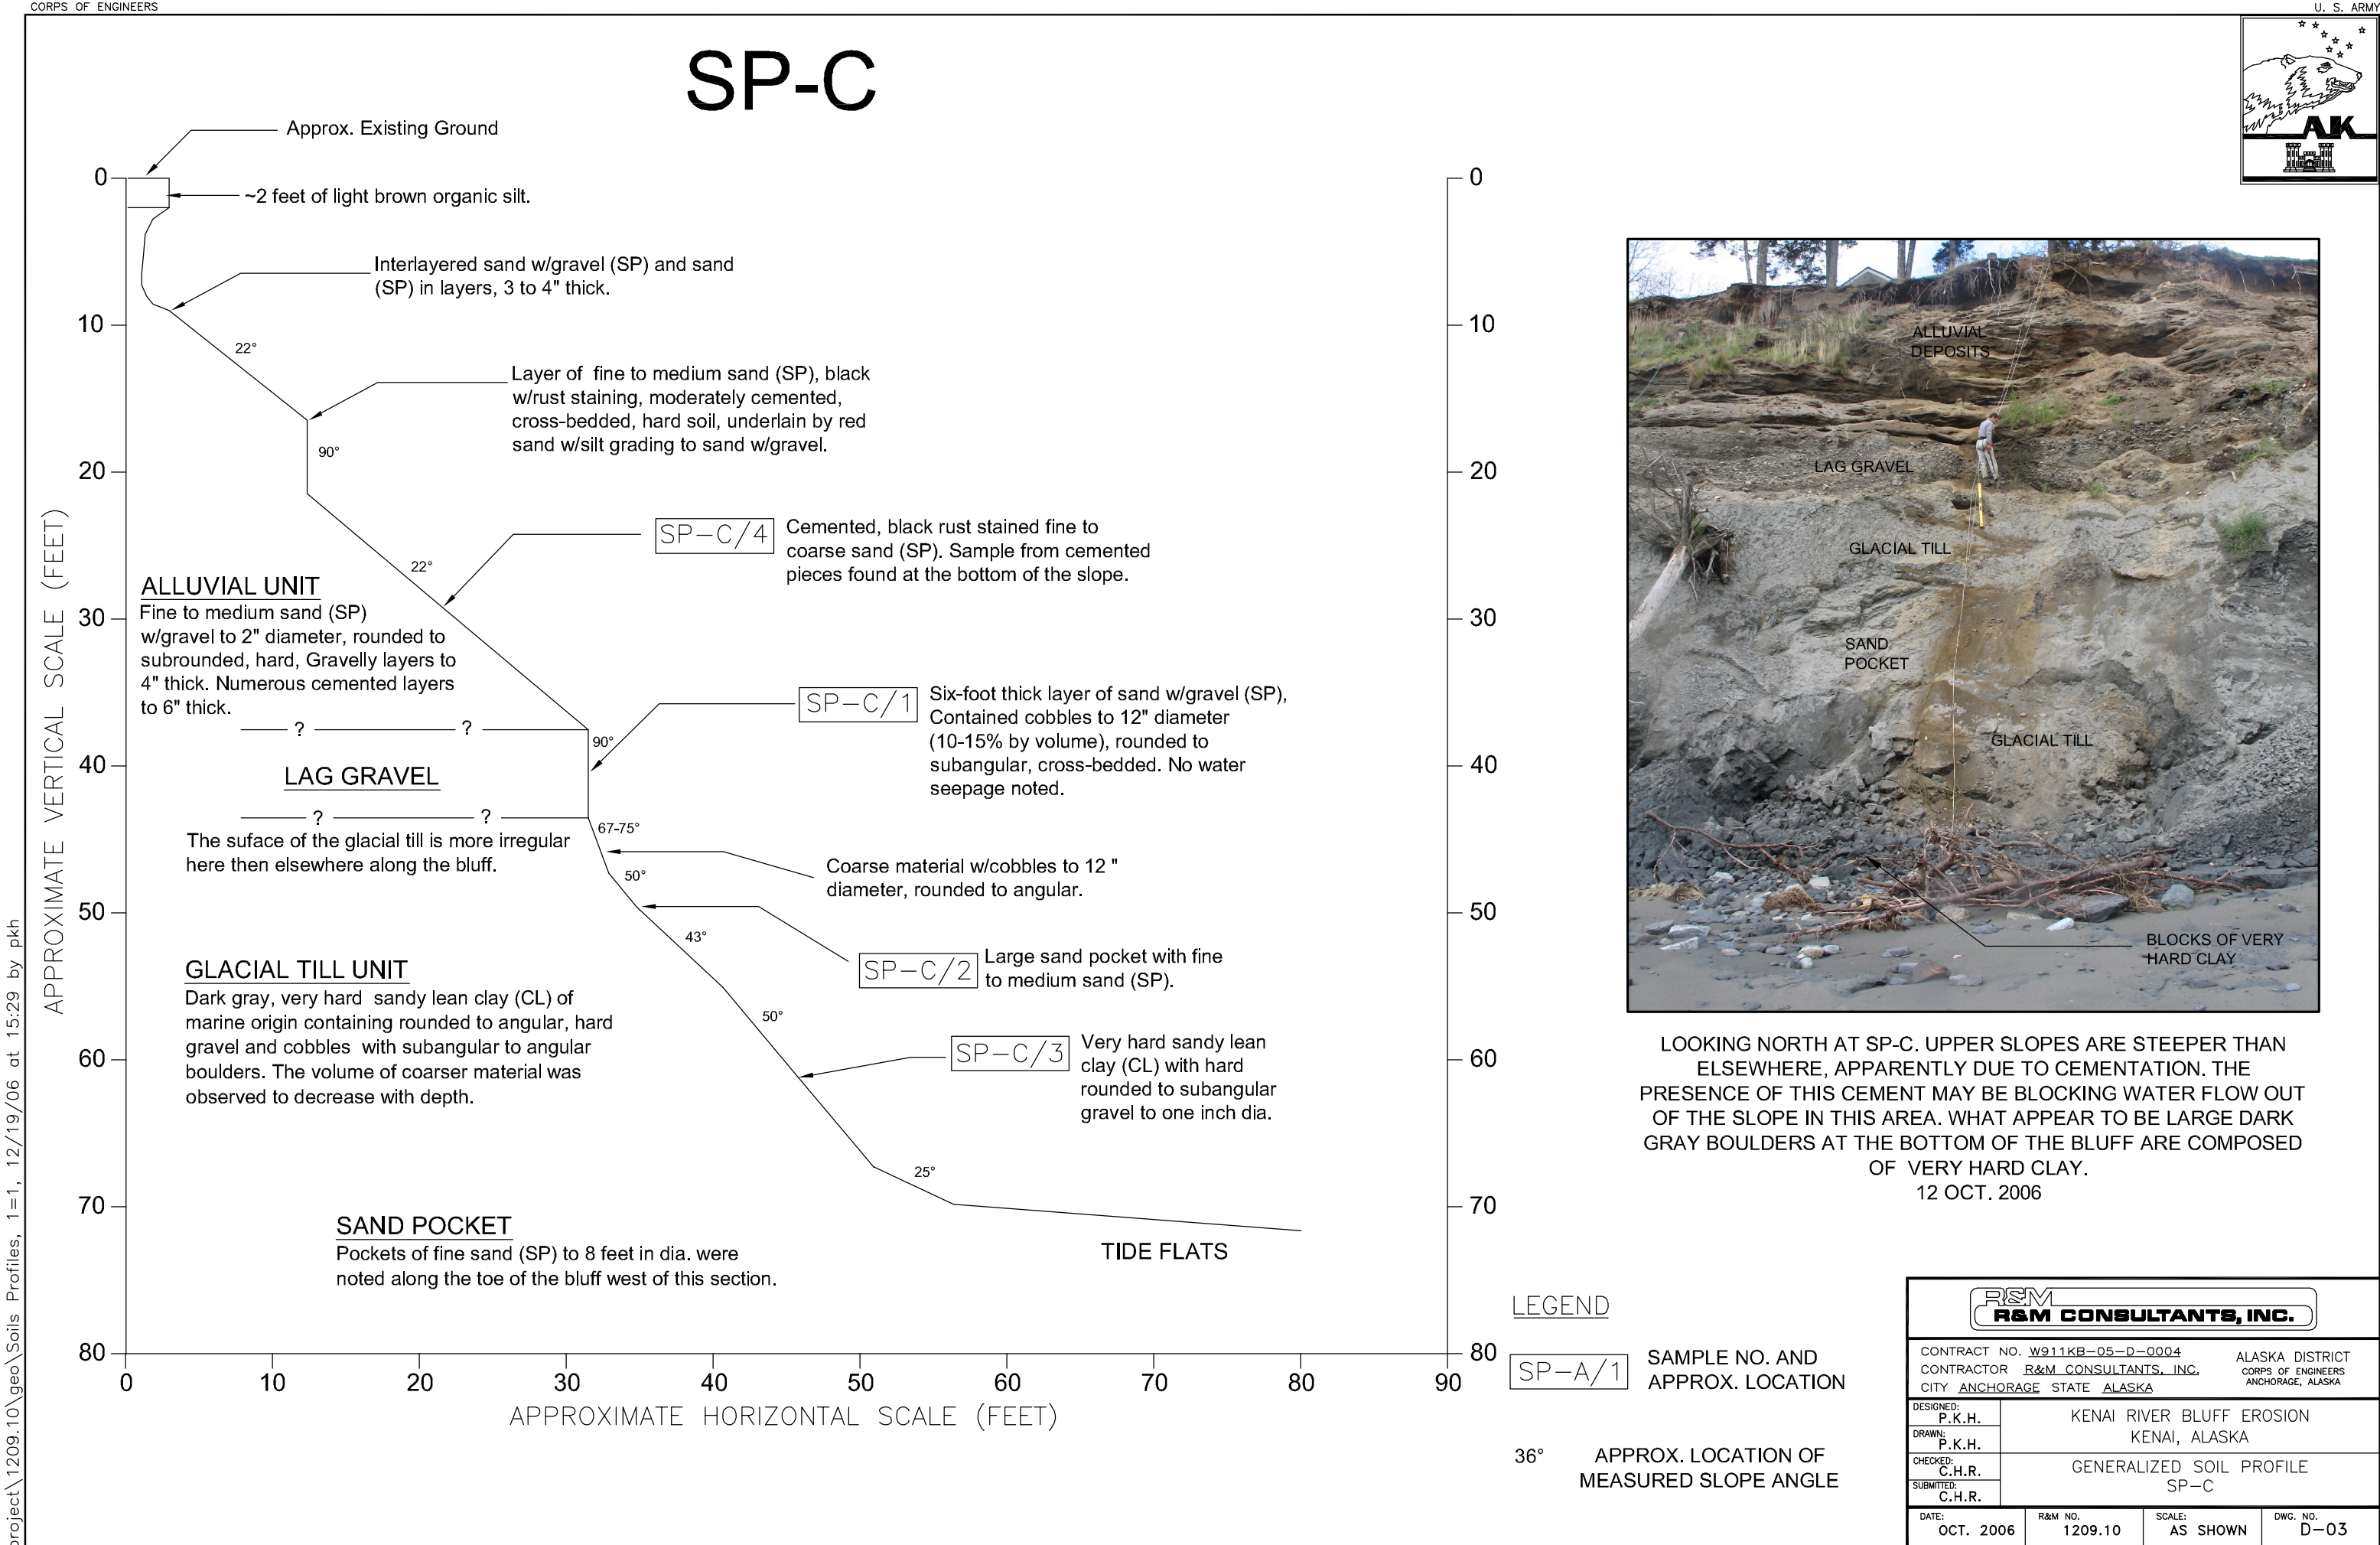 CORPS OF ENGINEERS
U. S. ARMY
SP-C
AK
Approx. Existing Ground
0
~2 feet of light brown organic silt.
0
Interlayered sand w/gravel (SP) and sand
(SP) in layers, 3 to 4" thick.
10
10
22°
Layer of fine to medium sand (SP), black
w/rust staining, moderately cemented,
cross-bedded, hard soil, underlain by red
sand w/silt grading to sand w/gravel.
90°
20
20
SP-C/4
Cemented, black rust stained fine to
coarse sand (SP). Sample from cemented
pieces found at the bottom of the slope.
22°
ALLUVIAL UNIT
Fine to medium sand (SP)
w/gravel to 2" diameter, rounded to
subrounded, hard, Gravelly layers to
4" thick. Numerous cemented layers
to 6" thick.
30
30
SP-C/1
Six-foot thick layer of sand w/gravel (SP),
Contained cobbles to 12" diameter
(10-15% by volume), rounded to
subangular, cross-bedded. No water
seepage noted.
? ?
90°
40
LAG GRAVEL
40
? ?
67-75°
The suface of the glacial till is more irregular
here then elsewhere along the bluff.
Coarse material w/cobbles to 12 "
diameter, rounded to angular.
50°
50
50
43°
SP-C/2
Large sand pocket with fine
to medium sand (SP).
GLACIAL TILL UNIT
Dark gray, very hard sandy lean clay (CL) of
marine origin containing rounded to angular, hard
gravel and cobbles with subangular to angular
boulders. The volume of coarser material was
observed to decrease with depth.
50°
60
60
SP-C/3
Very hard sandy lean
clay (CL) with hard
rounded to subangular
gravel to one inch dia.
25°
70
70
SAND POCKET
Pockets of fine sand (SP) to 8 feet in dia. were
noted along the toe of the bluff west of this section.
TIDE FLATS
80
80
0 10 20 30 40 50 60 70 80 90
APPROXIMATE HORIZONTAL SCALE (FEET)
APPROXIMATE VERTICAL SCALE (FEET)
project\1209.10\geo\Soils Profiles, 1=1, 12/19/06 at 15:29 by pkh
ALLUVIAL
DEPOSITS
LAG GRAVEL
GLACIAL TILL
SAND
POCKET
GLACIAL TILL
BLOCKS OF VERY
HARD CLAY
LOOKING NORTH AT SP-C. UPPER SLOPES ARE STEEPER THAN
ELSEWHERE, APPARENTLY DUE TO CEMENTATION. THE
PRESENCE OF THIS CEMENT MAY BE BLOCKING WATER FLOW OUT
OF THE SLOPE IN THIS AREA. WHAT APPEAR TO BE LARGE DARK
GRAY BOULDERS AT THE BOTTOM OF THE BLUFF ARE COMPOSED
OF VERY HARD CLAY.
12 OCT. 2006
LEGEND
SP-A/1
SAMPLE NO. AND
APPROX. LOCATION
36°
APPROX. LOCATION OF
MEASURED SLOPE ANGLE
R&M
R&M CONSULTANTS, INC.
CONTRACT NO. W911KB-05-D-0004
CONTRACTOR R&M CONSULTANTS, INC.
CITY ANCHORAGE STATE ALASKA
ALASKA DISTRICT
CORPS OF ENGINEERS
ANCHORAGE, ALASKA
DESIGNED:
P.K.H.
DRAWN:
P.K.H.
KENAI RIVER BLUFF EROSION
KENAI, ALASKA
CHECKED:
C.H.R.
SUBMITTED:
C.H.R.
GENERALIZED SOIL PROFILE
SP-C
DATE:
OCT. 2006
R&M NO.
1209.10
SCALE:
AS SHOWN
DWG. NO.
D-03